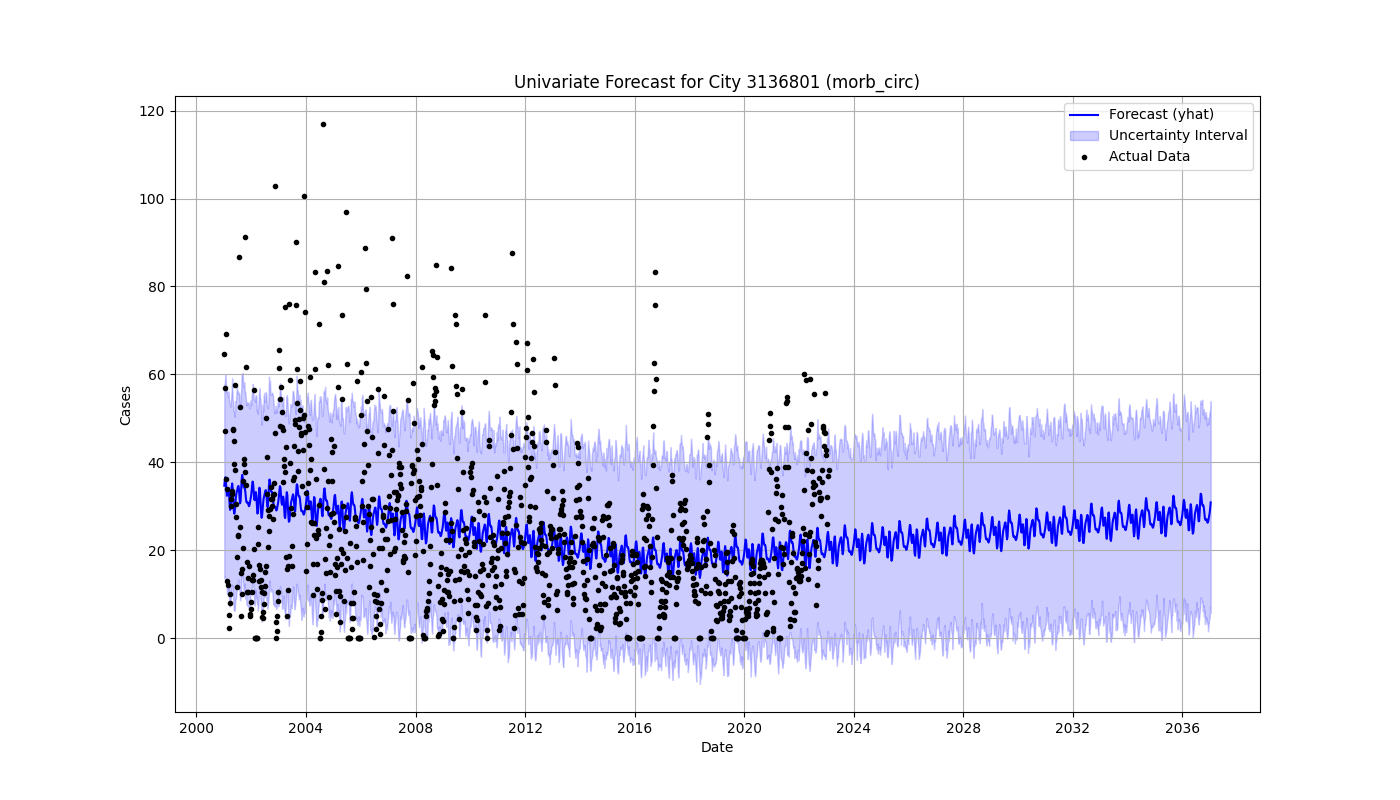 Univariate Forecast for City 3136801 (morb_circ)
Forecast (yhat)
Uncertainty Interval
Actual Data
120
100
80
60
40
20
0
Cases
2000 2004 2008 2012 2016 2020 2024 2028 2032 2036
Date